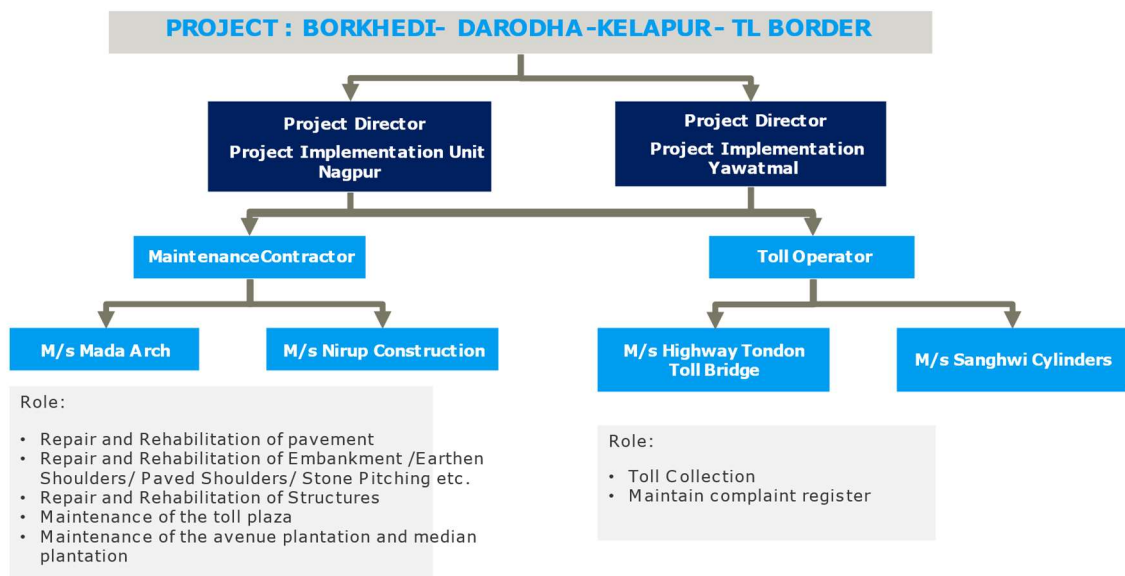 PROJECT : BORKHEDI- DARODHA-KELAPUR- TL BORDER
Project Director
Project Implementation Unit
Nagpur
Project Director
Project Implementation
Yawatmal
MaintenanceContractor
Toll Operator
M/s Mada Arch
M/s Nirup Construction
M/s Highway Tondon
Toll Bridge
M/s Sanghwi Cylinders
Role:
• Repair and Rehabilitation of pavement
• Repair and Rehabilitation of Embankment /Earthen
Shoulders/ Paved Shoulders/ Stone Pitching etc.
• Repair and Rehabilitation of Structures
• Maintenance of the toll plaza
• Maintenance of the avenue plantation and median
plantation
Role:
• Toll Collection
• Maintain complaint register